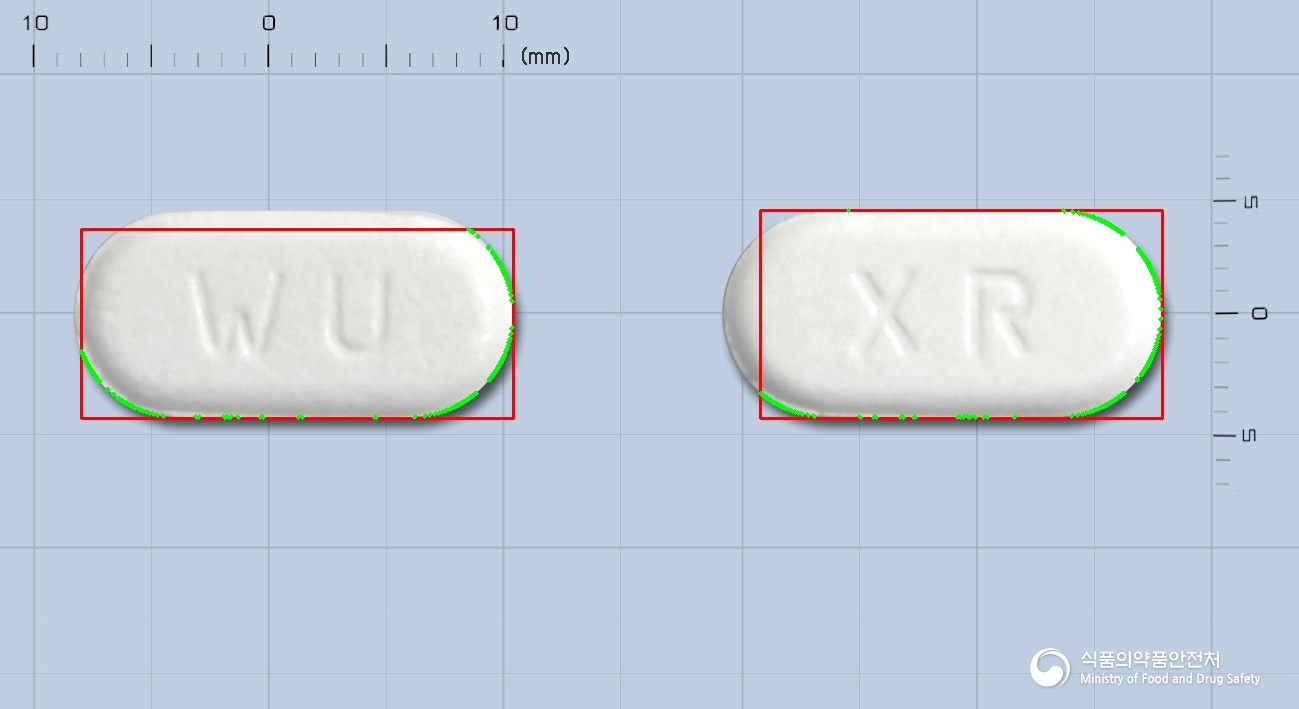 10 0 10
(mm)
WU XR
5
0
5
식품의약품안전처
Ministry of Food and Drug Safety